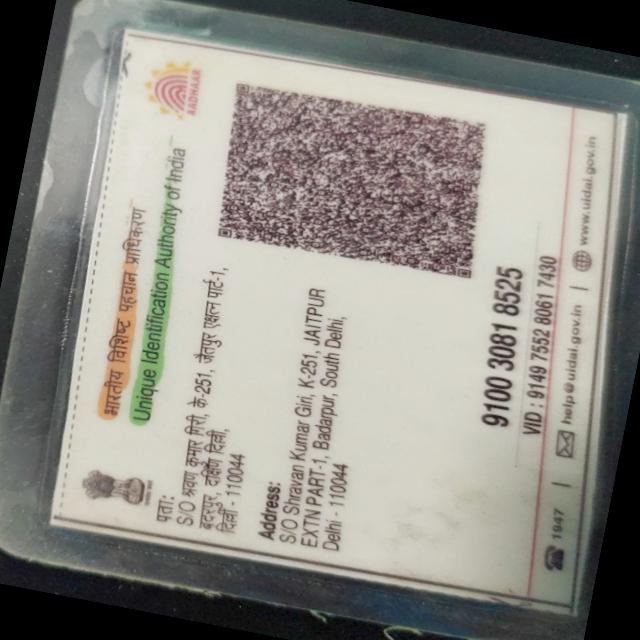 भारतीय विशिष्ट पहचान प्राधिकरण
Unique Identification Authority of India
AADHAAR
पता:
S/O श्रवण कुमार गिरी, के-251, जैतपुर एक्स्टन पार्ट-1,
बदरपुर, दक्षिण दिल्ली,
दिल्ली - 110044
Address:
S/O Shravan Kumar Giri, K-251, JAITPUR
EXTN PART-1, Badarpur, South Delhi,
Delhi - 110044
9100 3081 8525
VID : 9149 7552 8061 7430
1947
help@uidai.gov.in
www.uidai.gov.in